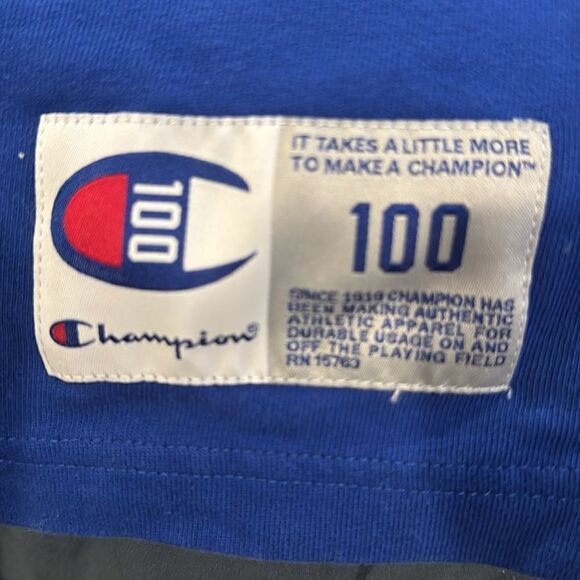 100
Champion®
IT TAKES A LITTLE MORE
TO MAKE A CHAMPION™
100
SINCE 1919 CHAMPION HAS
BEEN MAKING AUTHENTIC
ATHLETIC APPAREL FOR
DURABLE USAGE ON AND
OFF THE PLAYING FIELD
RN 15763